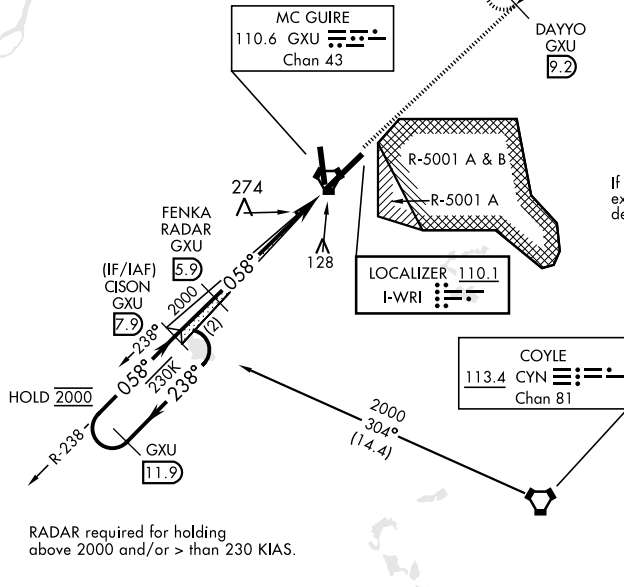 MC GUIRE
110.6 GXU
Chan 43
DAYYO
GXU
9.2
R-5001 A & B
R-5001 A
If
ex
de
274
FENKA
RADAR
GXU
5.9
128
(IF/IAF)
CJSON
GXU
7.9
LOCALIZER 110.1
I-WRI
058°
2000
(2)
238°
058°
230K
238°
HOLD 2000
R-238
GXU
11.9
COYLE
113.4 CYN
Chan 81
2000
304°
(14.4)
RADAR required for holding
above 2000 and/or > than 230 KIAS.